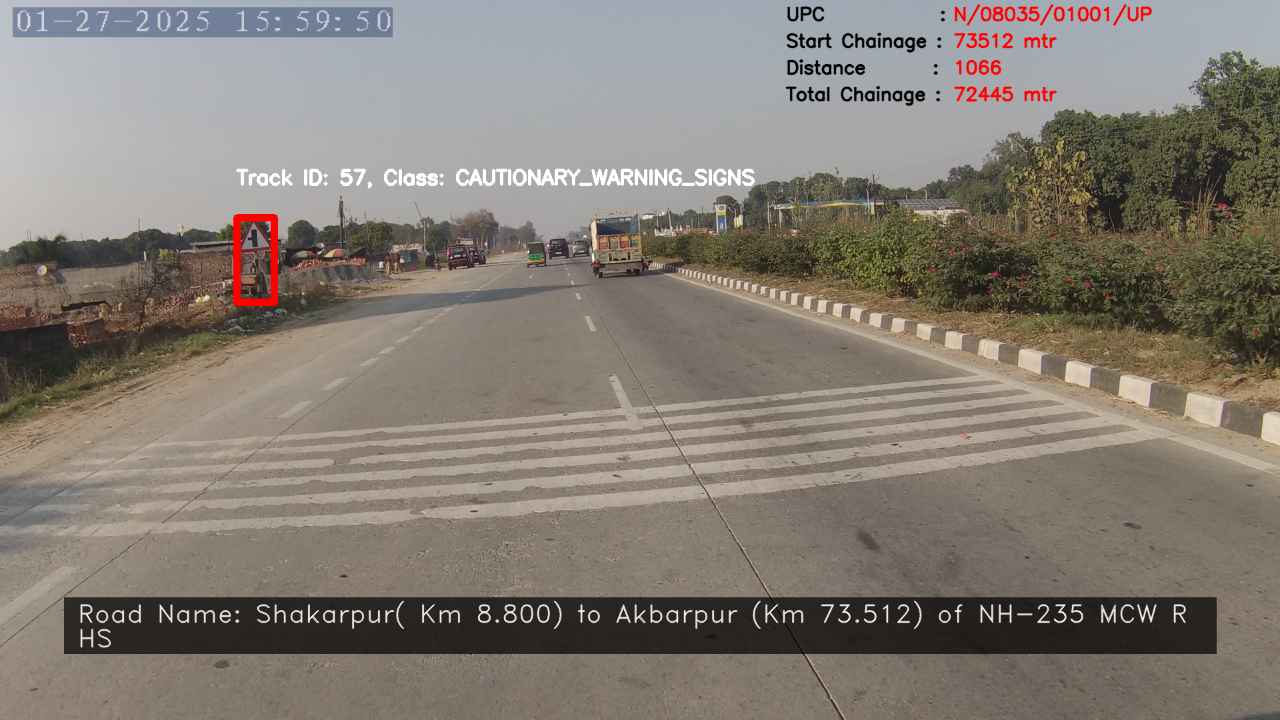 01-27-2025 15:59:50
UPC : N/08035/01001/UP
Start Chainage : 73512 mtr
Distance : 1066
Total Chainage : 72445 mtr
Track ID: 57, Class: CAUTIONARY_WARNING_SIGNS
Road Name: Shakarpur( Km 8.800) to Akbarpur (Km 73.512) of NH-235 MCW R
HS